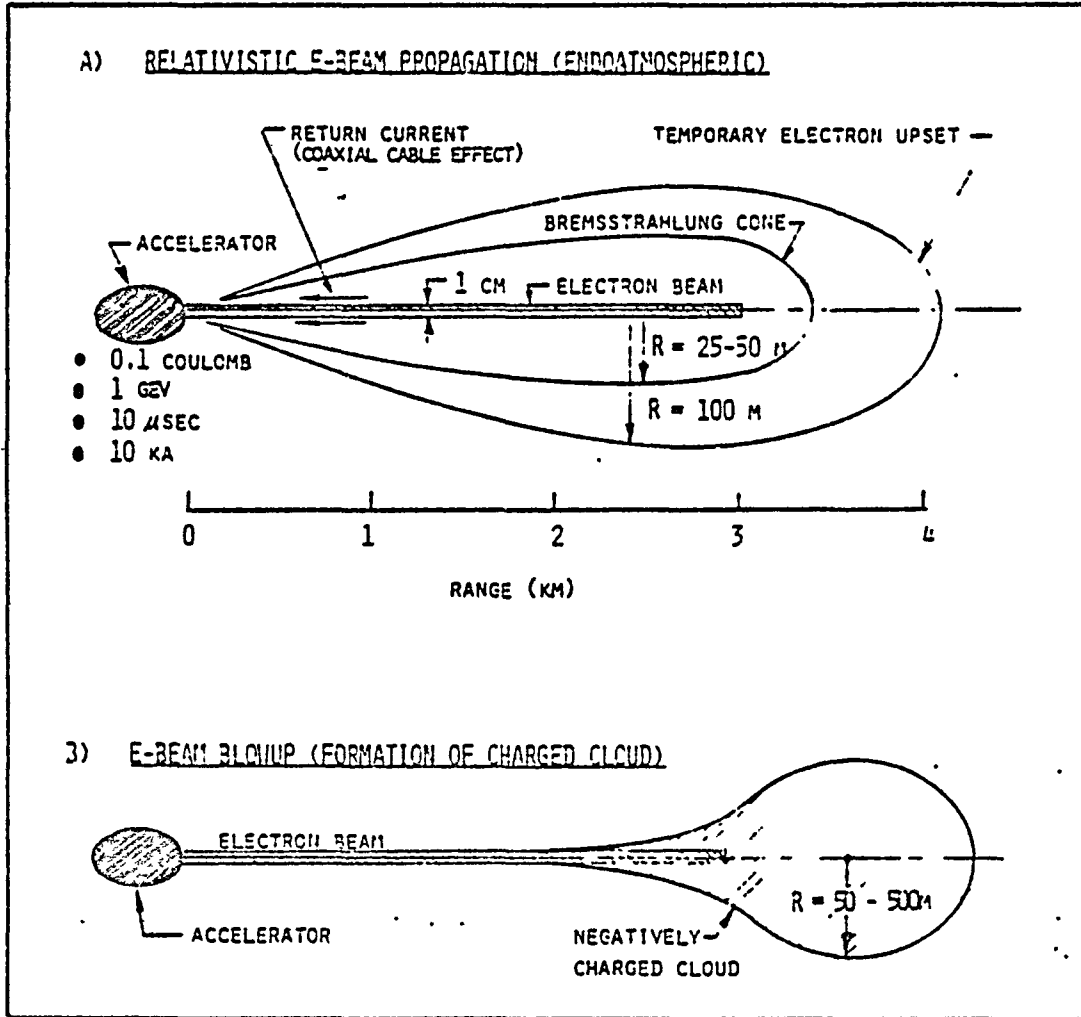 A) RELATIVISTIC E-BEAM PROPAGATION (ENDOATMOSPHERIC)
RETURN CURRENT
(COAXIAL CABLE EFFECT)
TEMPORARY ELECTRON UPSET
BREMSSTRAHLUNG CONE
ACCELERATOR
1 CM
ELECTRON BEAM
R = 25-50 M
R = 100 M
• 0.1 COULOMB
• 1 GEV
• 10 μSEC
• 10 KA
0 1 2 3 4
RANGE (KM)
B) E-BEAM BLOWUP (FORMATION OF CHARGED CLOUD)
ELECTRON BEAM
R = 50 - 500M
ACCELERATOR
NEGATIVELY
CHARGED CLOUD